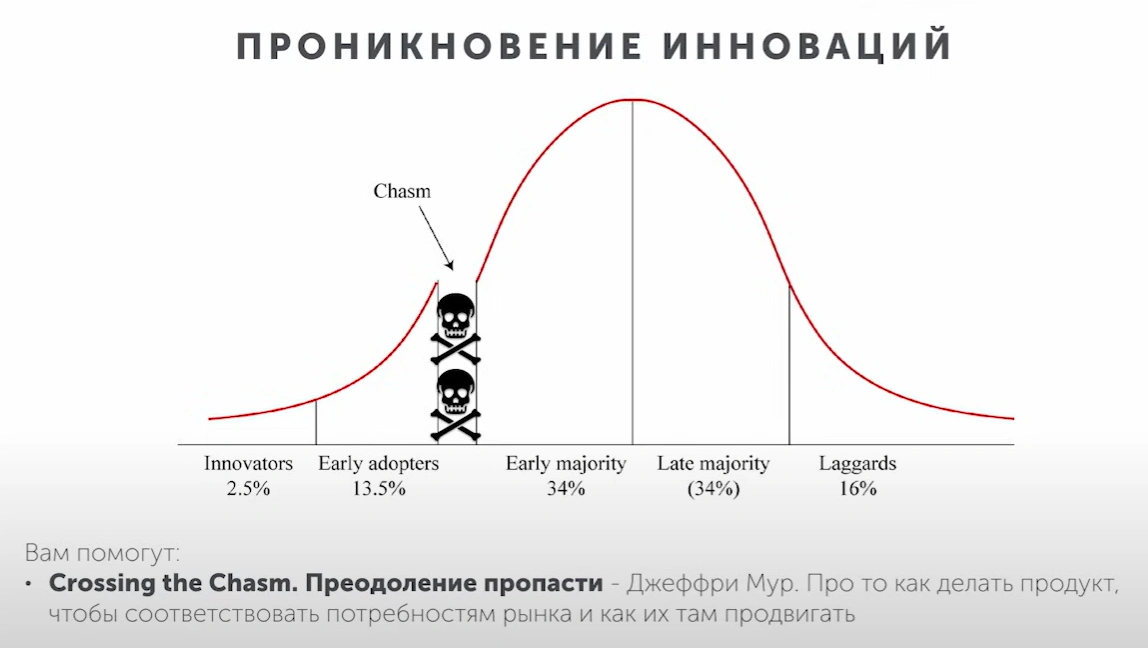 ПРОНИКНОВЕНИЕ ИННОВАЦИЙ
Chasm
Innovators
2.5%
Early adopters
13.5%
Early majority
34%
Late majority
(34%)
Laggards
16%
Вам помогут:
• Crossing the Chasm. Преодоление пропасти - Джеффри Мур. Про то как делать продукт,
чтобы соответствовать потребностям рынка и как их там продвигать